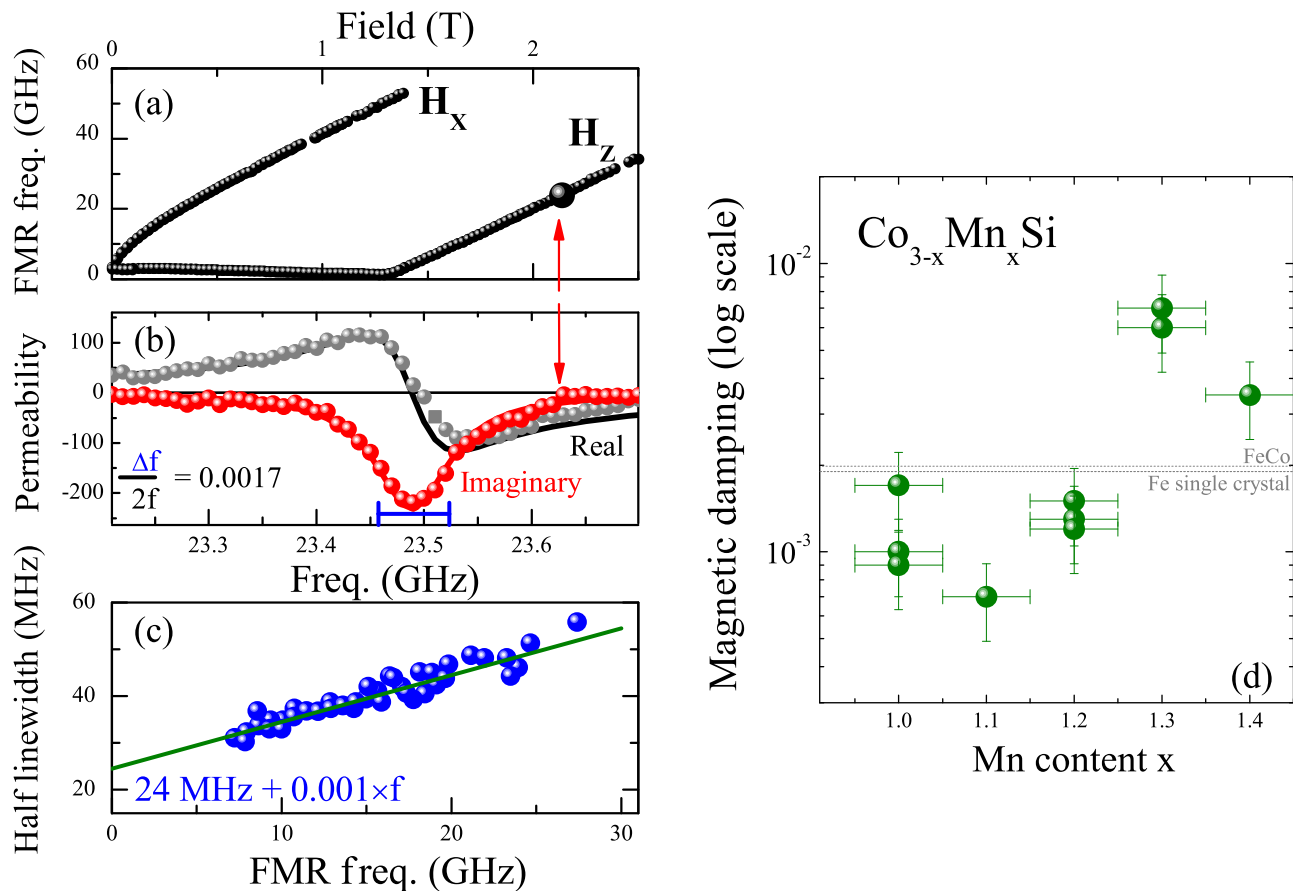 Field (T)
0 1 2
FMR freq. (GHz)
60
40
20
0
(a)
H_X
H_Z
Permeability
100
0
-100
-200
(b)
Real
Δf
2f
= 0.0017
Imaginary
23.3 23.4 23.5 23.6
Freq. (GHz)
Half linewidth (MHz)
60
40
20
(c)
24 MHz + 0.001×f
0 10 20 30
FMR freq. (GHz)
Magnetic damping (log scale)
10⁻²
10⁻³
Co₃₋ₓMnₓSi
FeCo
Fe single crystal
(d)
1.0 1.1 1.2 1.3 1.4
Mn content x